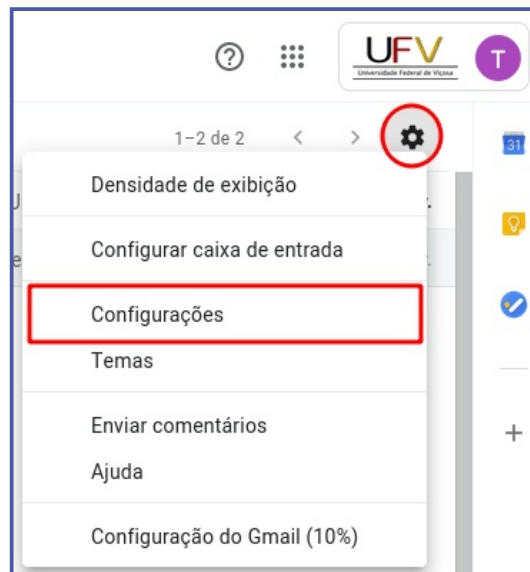 UFV
Universidade Federal de Viçosa
T
1–2 de 2
31
Densidade de exibição
Configurar caixa de entrada
Configurações
Temas
Enviar comentários
Ajuda
Configuração do Gmail (10%)